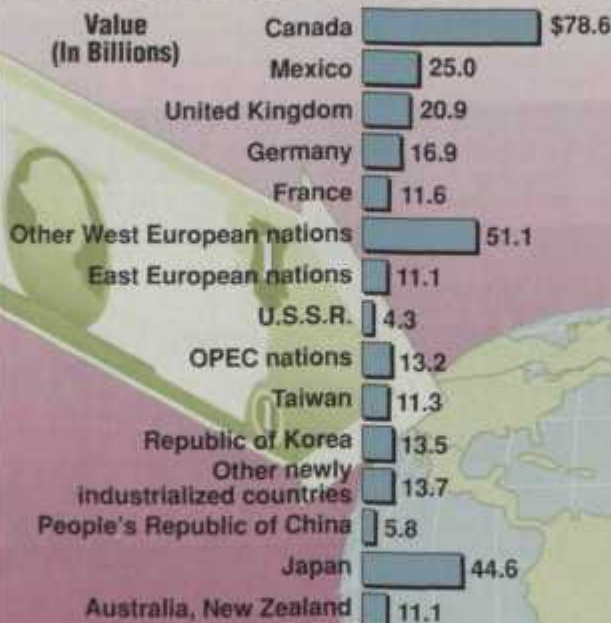 Value
(In Billions)
Canada $78.6
Mexico 25.0
United Kingdom 20.9
Germany 16.9
France 11.6
Other West European nations 51.1
East European nations 11.1
U.S.S.R. 4.3
OPEC nations 13.2
Taiwan 11.3
Republic of Korea 13.5
Other newly
industrialized countries 13.7
People's Republic of China 5.8
Japan 44.6
Australia, New Zealand 11.1